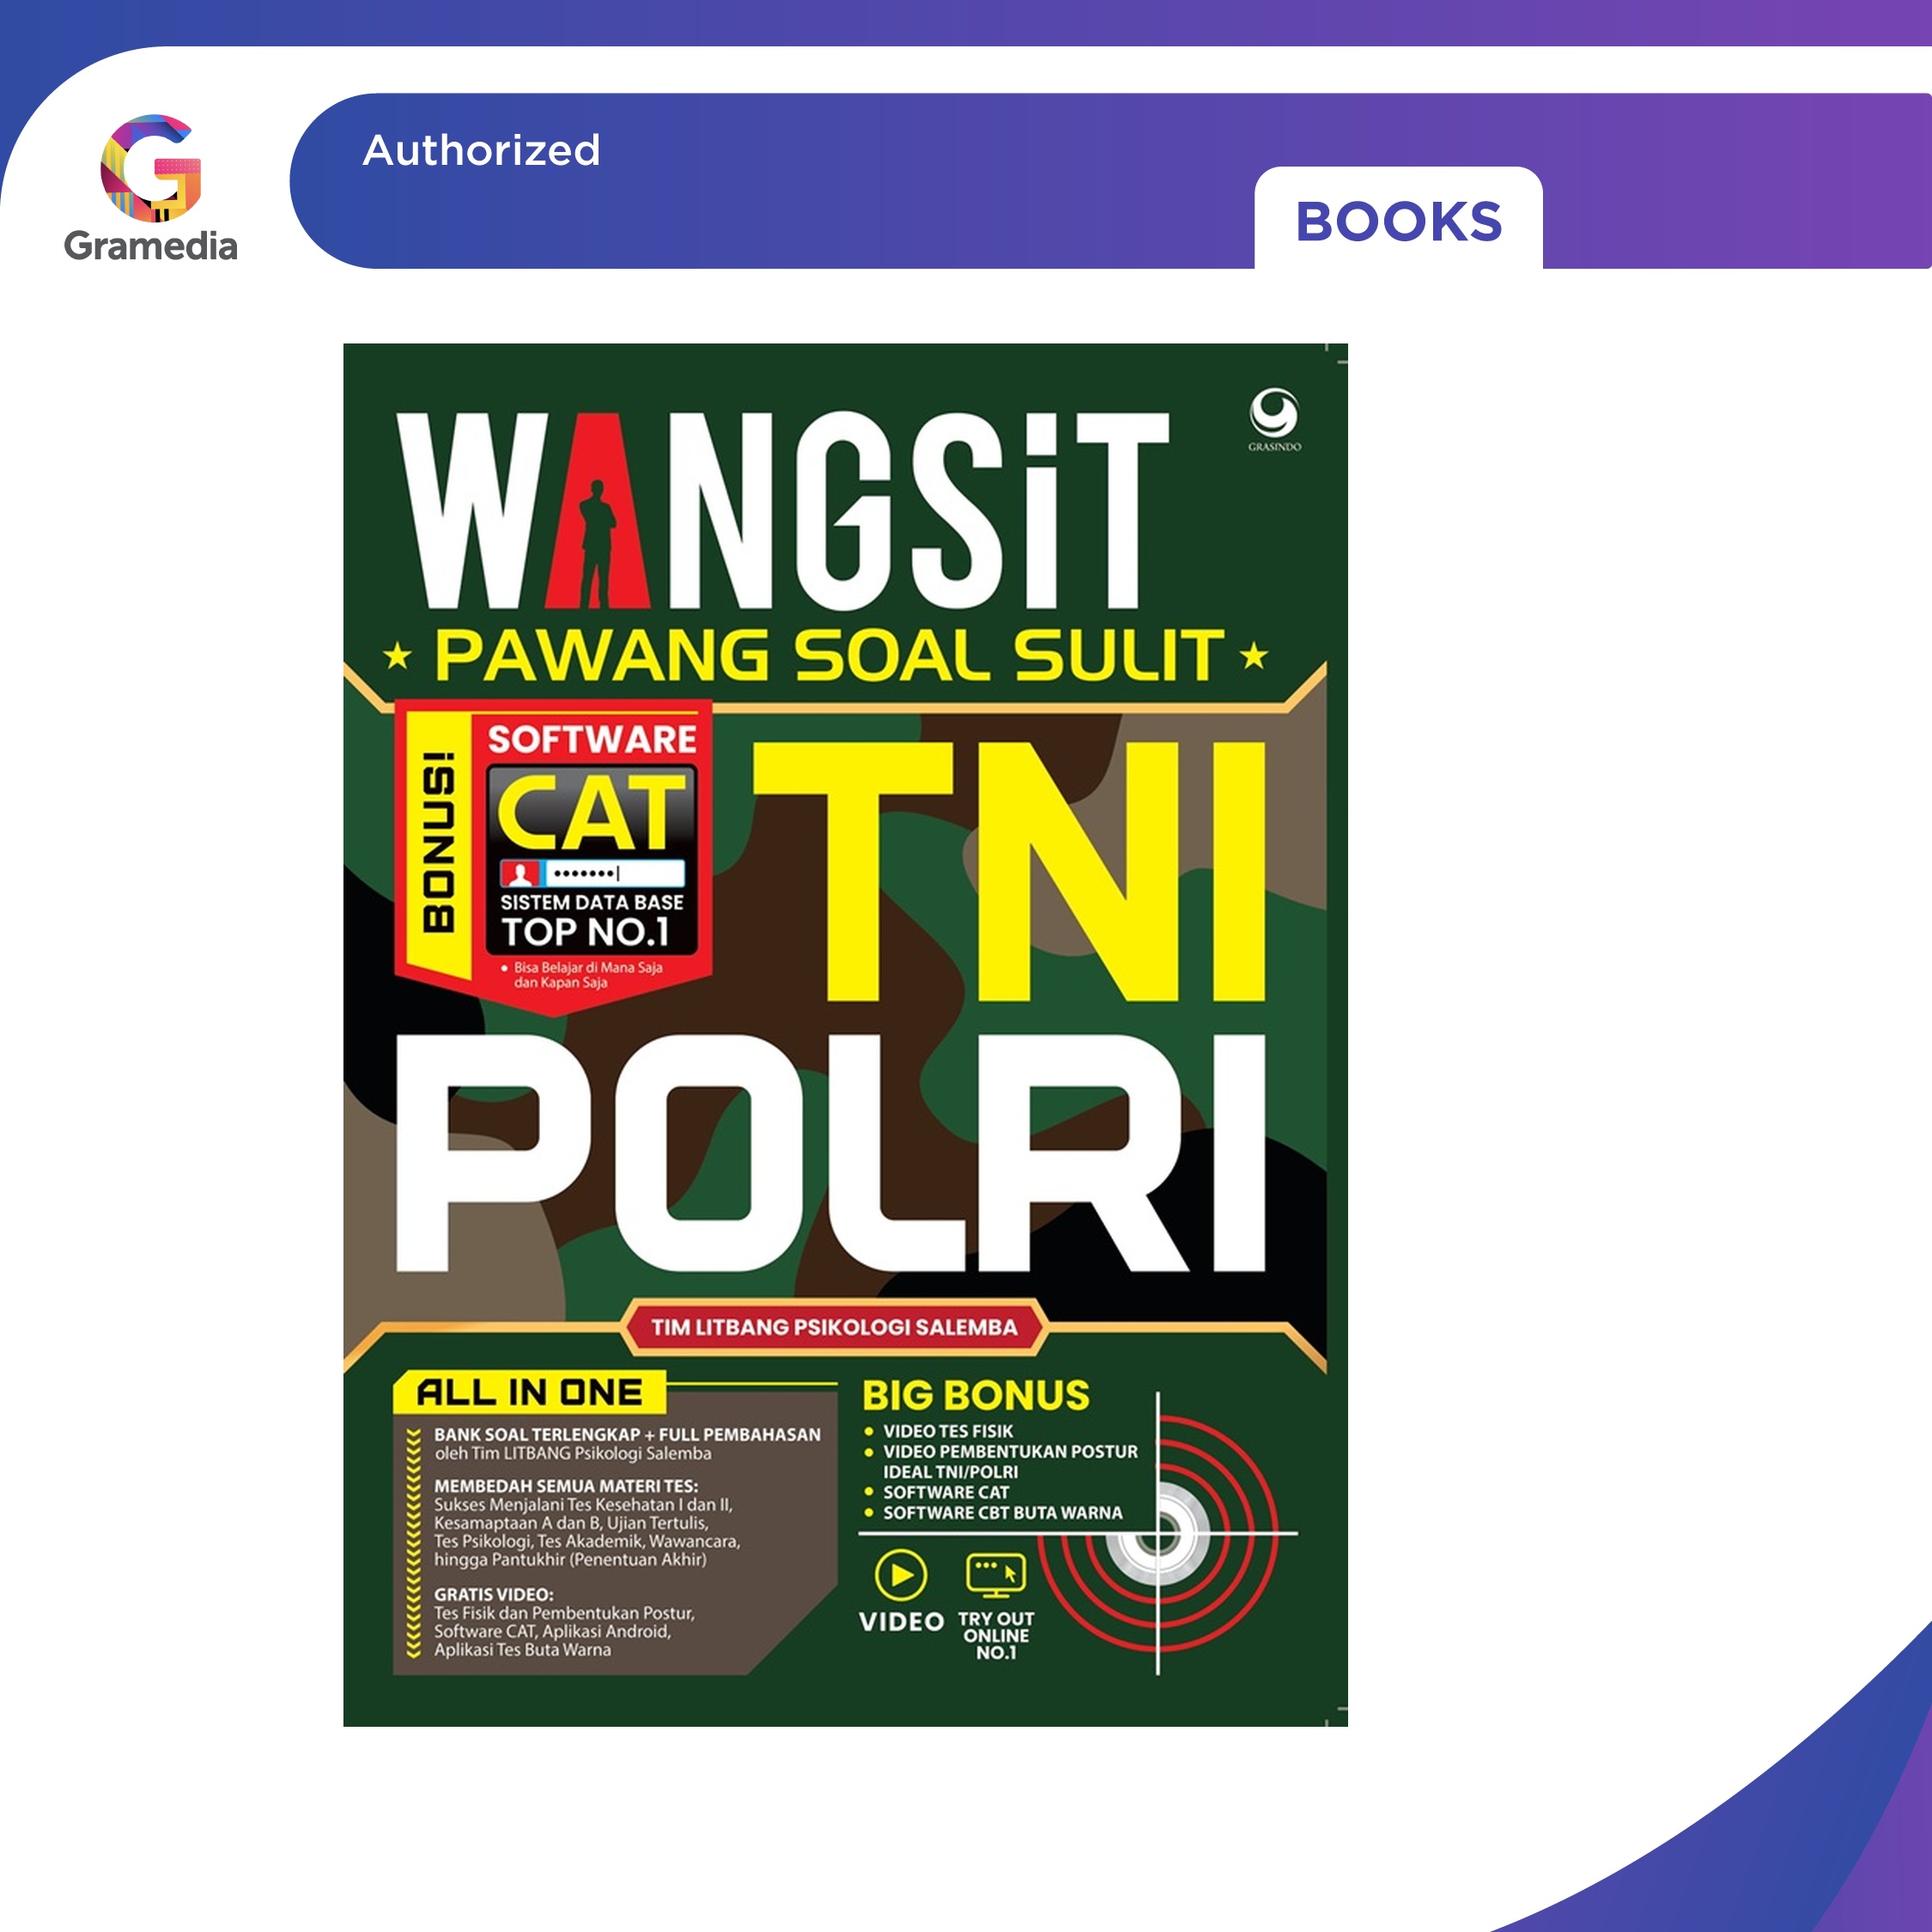 Gramedia
Authorized
BOOKS
WANGSiT
GRASINDO
★ PAWANG SOAL SULIT ★
BONUS!
SOFTWARE
CAT
•••••••|
SISTEM DATA BASE
TOP NO.1
• Bisa Belajar di Mana Saja
dan Kapan Saja
TNI
POLRI
TIM LITBANG PSIKOLOGI SALEMBA
ALL IN ONE
BANK SOAL TERLENGKAP + FULL PEMBAHASAN
oleh Tim LITBANG Psikologi Salemba
MEMBEDAH SEMUA MATERI TES:
Sukses Menjalani Tes Kesehatan I dan II,
Kesamaptaan A dan B, Ujian Tertulis,
Tes Psikologi, Tes Akademik, Wawancara,
hingga Pantukhir (Penentuan Akhir)
GRATIS VIDEO:
Tes Fisik dan Pembentukan Postur,
Software CAT, Aplikasi Android,
Aplikasi Tes Buta Warna
BIG BONUS
• VIDEO TES FISIK
• VIDEO PEMBENTUKAN POSTUR
IDEAL TNI/POLRI
• SOFTWARE CAT
• SOFTWARE CBT BUTA WARNA
VIDEO
TRY OUT
ONLINE
NO.1